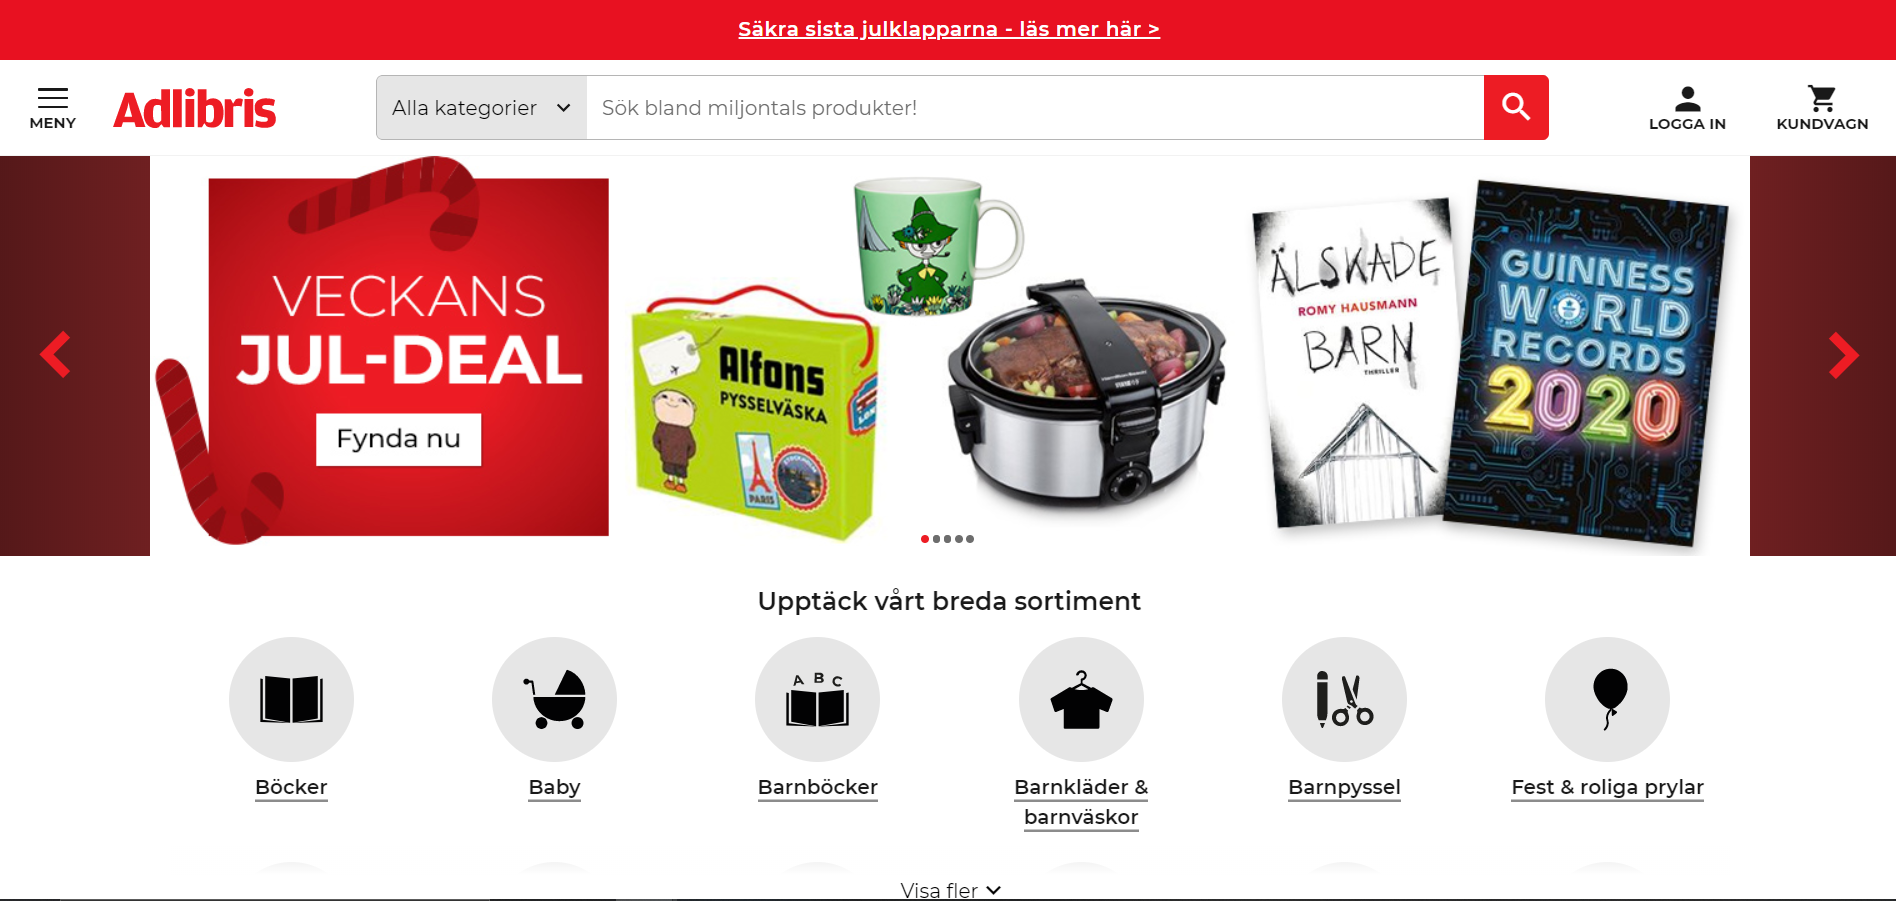 Säkra sista julklapparna - läs mer här >
MENY
Adlibris
Alla kategorier
Sök bland miljontals produkter!
LOGGA IN
KUNDVAGN
VECKANS
JUL-DEAL
Fynda nu
Alfons
PYSSELVÄSKA
PARIS
STOCKHOLM
ÄLSKADE
ROMY HAUSMANN
BARN
THRILLER
GUINNESS
WORLD
RECORDS
2020
Upptäck vårt breda sortiment
A B C
Böcker
Baby
Barnböcker
Barnkläder &
barnväskor
Barnpyssel
Fest & roliga prylar
Visa fler